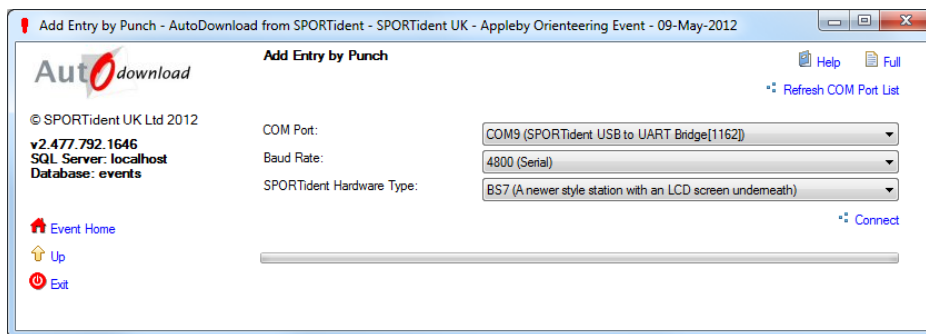 Add Entry by Punch - AutoDownload from SPORTident - SPORTident UK - Appleby Orienteering Event - 09-May-2012
AutOdownload
Add Entry by Punch
Help
Full
Refresh COM Port List
© SPORTident UK Ltd 2012
v2.477.792.1646
SQL Server: localhost
Database: events
COM Port:
COM9 (SPORTident USB to UART Bridge[1162])
Baud Rate:
4800 (Serial)
SPORTident Hardware Type:
BS7 (A newer style station with an LCD screen underneath)
Connect
Event Home
Up
Exit